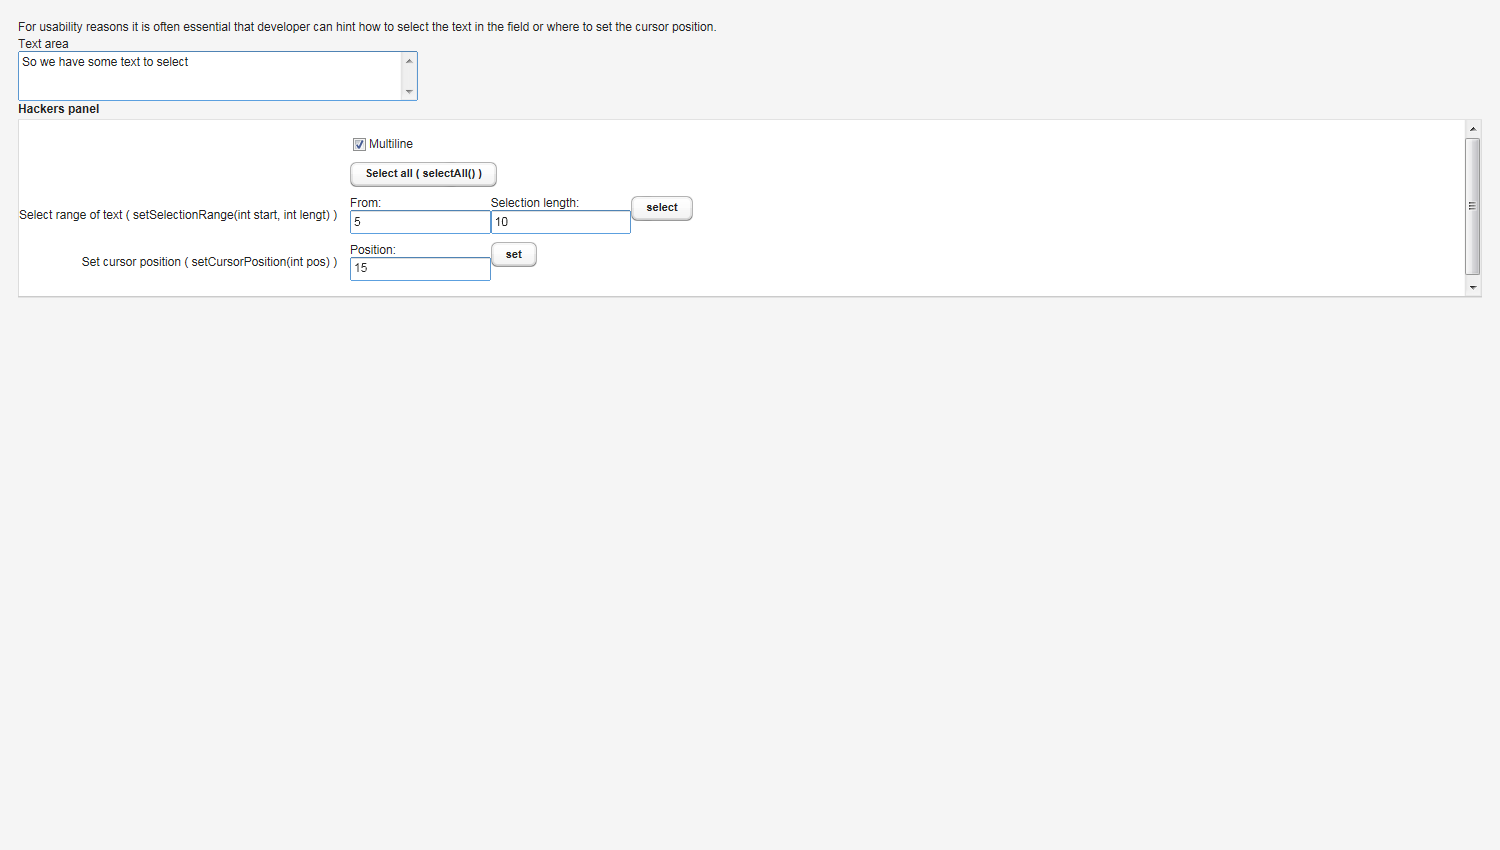 For usability reasons it is often essential that developer can hint how to select the text in the field or where to set the cursor position.
Text area
So we have some text to select
Hackers panel
Multiline
Select all ( selectAll() )
Select range of text ( setSelectionRange(int start, int lengt) )
From:
Selection length:
5
10
select
Set cursor position ( setCursorPosition(int pos) )
Position:
15
set